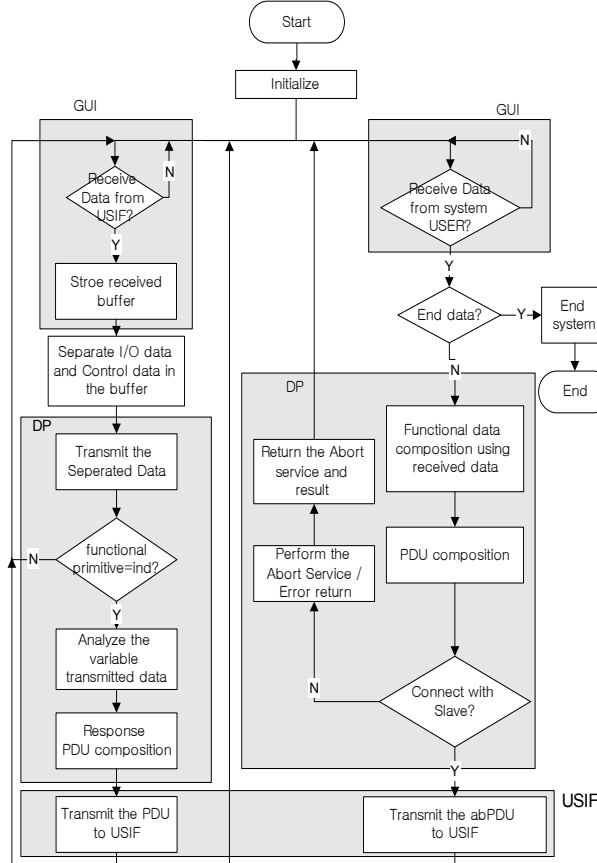 Start
Initialize
GUI
Receive
Data from
USIF?
N
Y
Stroe received
buffer
Separate I/O data
and Control data in
the buffer
DP
Transmit the
Seperated Data
functional
primitive=ind?
N
Y
Analyze the
variable
transmitted data
Response
PDU composition
Transmit the PDU
to USIF
GUI
N
Receive Data
from system
USER?
Y
End data?
Y
End
system
End
N
DP
Functional data
composition using
received data
PDU composition
Connect with
Slave?
N
Perform the
Abort Service /
Error return
Return the Abort
service and
result
Y
Transmit the abPDU
to USIF
USIF